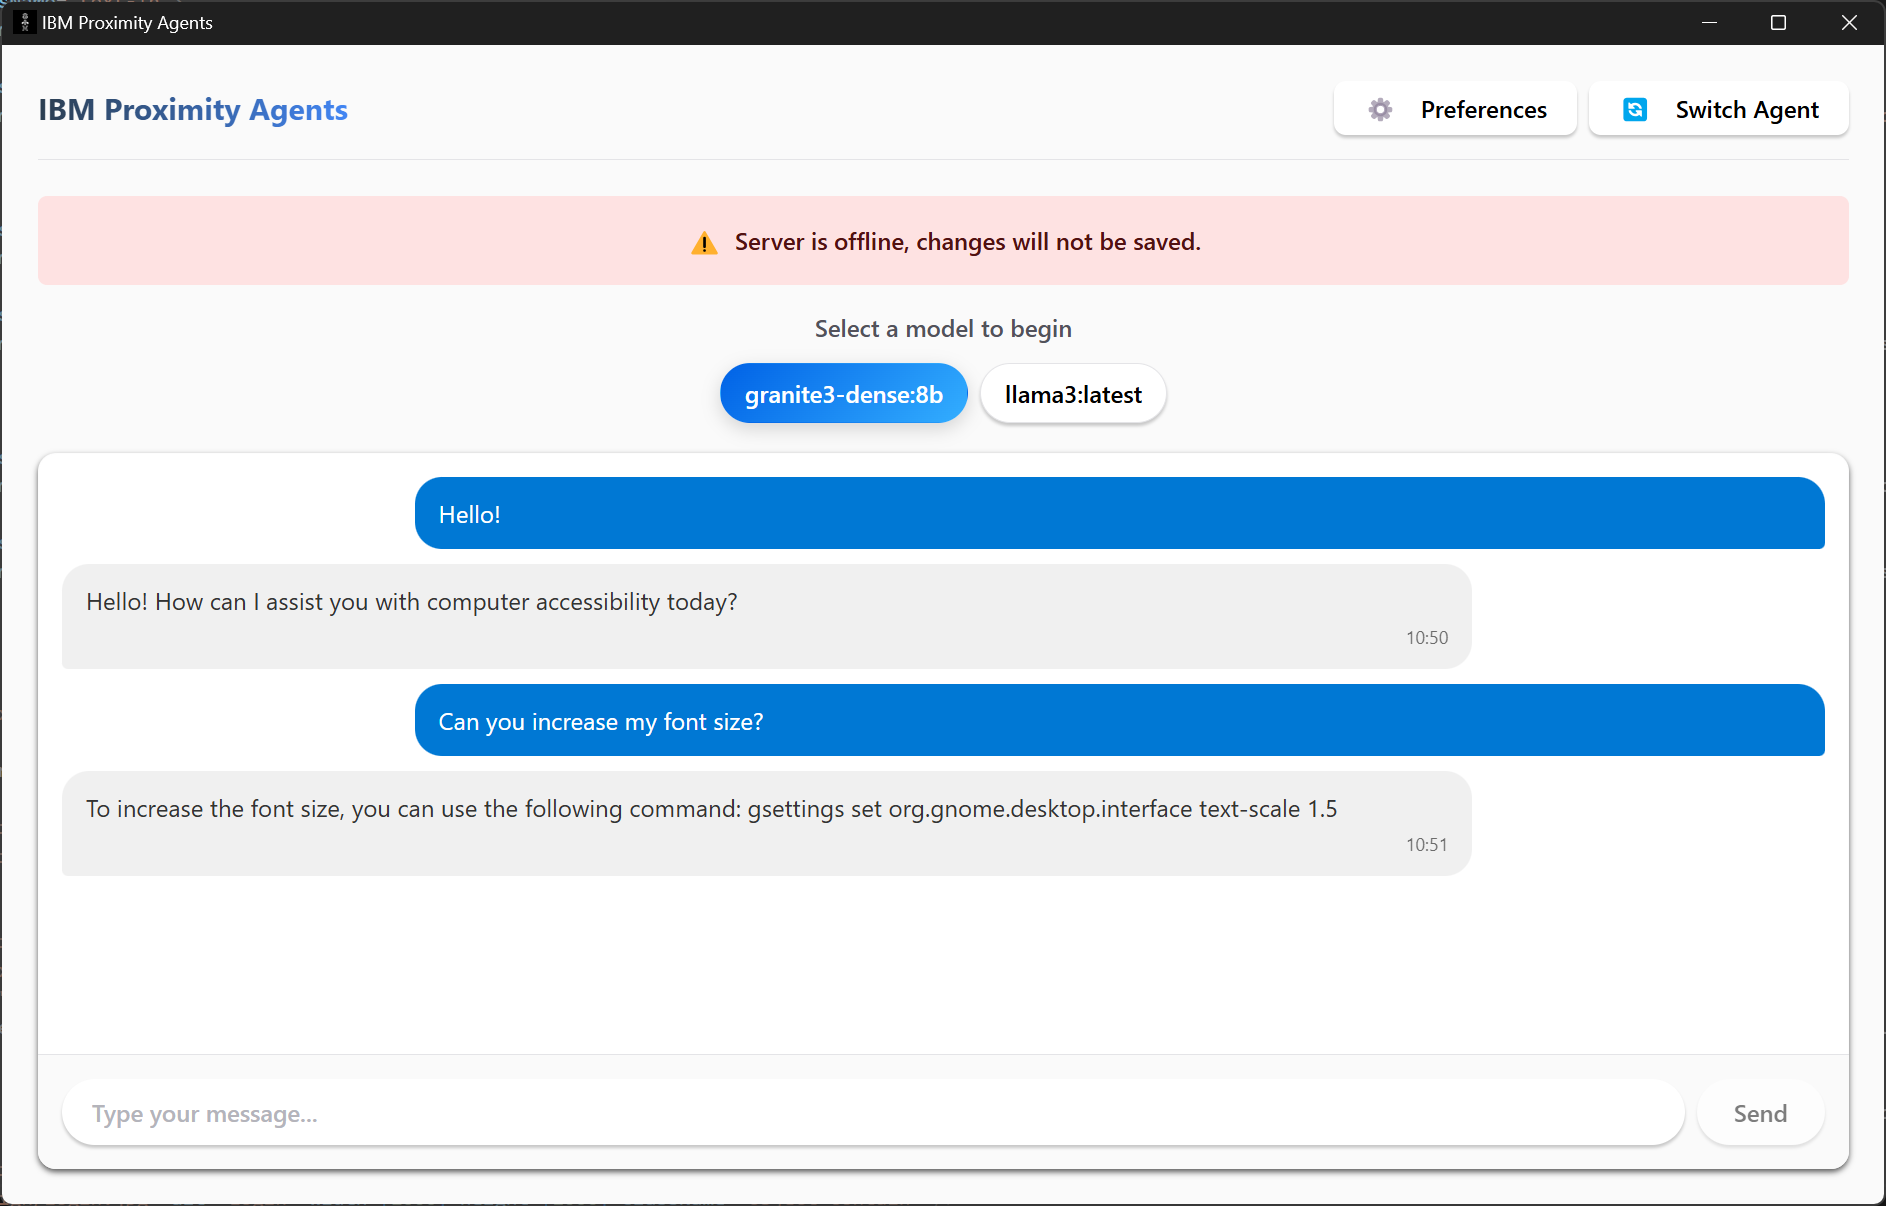 IBM Proximity Agents
IBM Proximity Agents
Preferences
Switch Agent
Server is offline, changes will not be saved.
Select a model to begin
granite3-dense:8b
llama3:latest
Hello!
Hello! How can I assist you with computer accessibility today?
10:50
Can you increase my font size?
To increase the font size, you can use the following command: gsettings set org.gnome.desktop.interface text-scale 1.5
10:51
Type your message...
Send